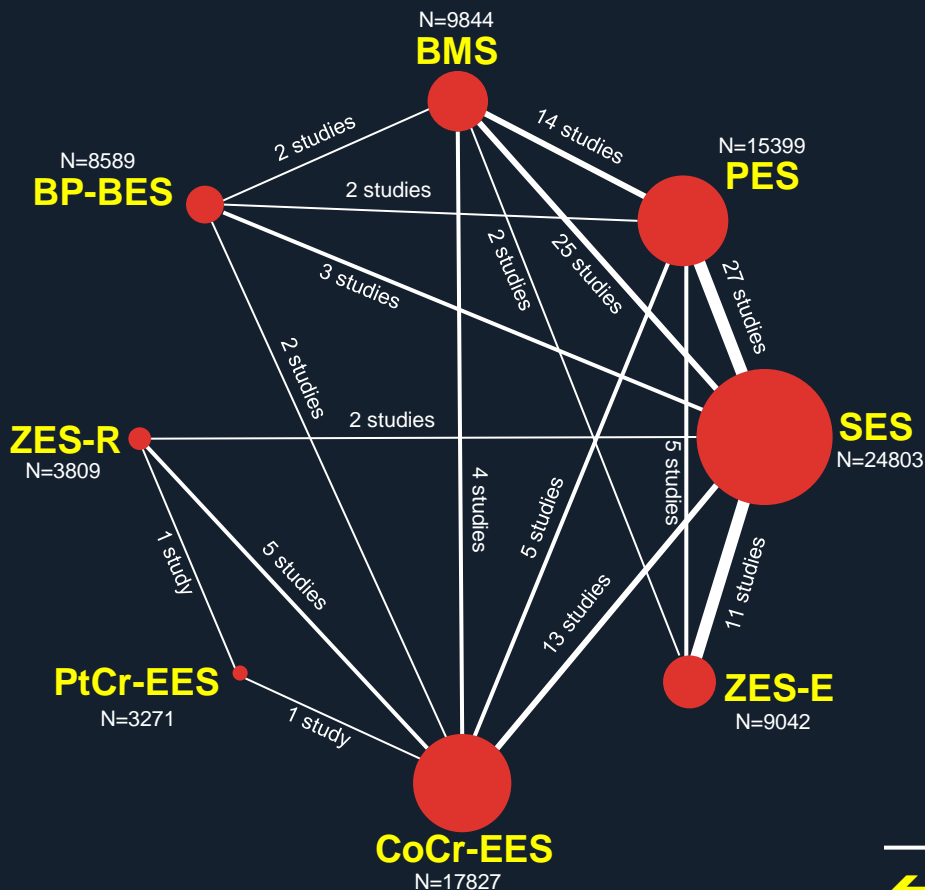 N=9844
BMS
14 studies
2 studies
N=15399
PES
N=8589
BP-BES
2 studies
2 studies
25 studies
27 studies
3 studies
2 studies
ZES-R
N=3809
2 studies
SES
N=24803
5 studies
4 studies
5 studies
1 study
5 studies
13 studies
11 studies
PtCr-EES
N=3271
1 study
ZES-E
N=9042
CoCr-EES
N=17827